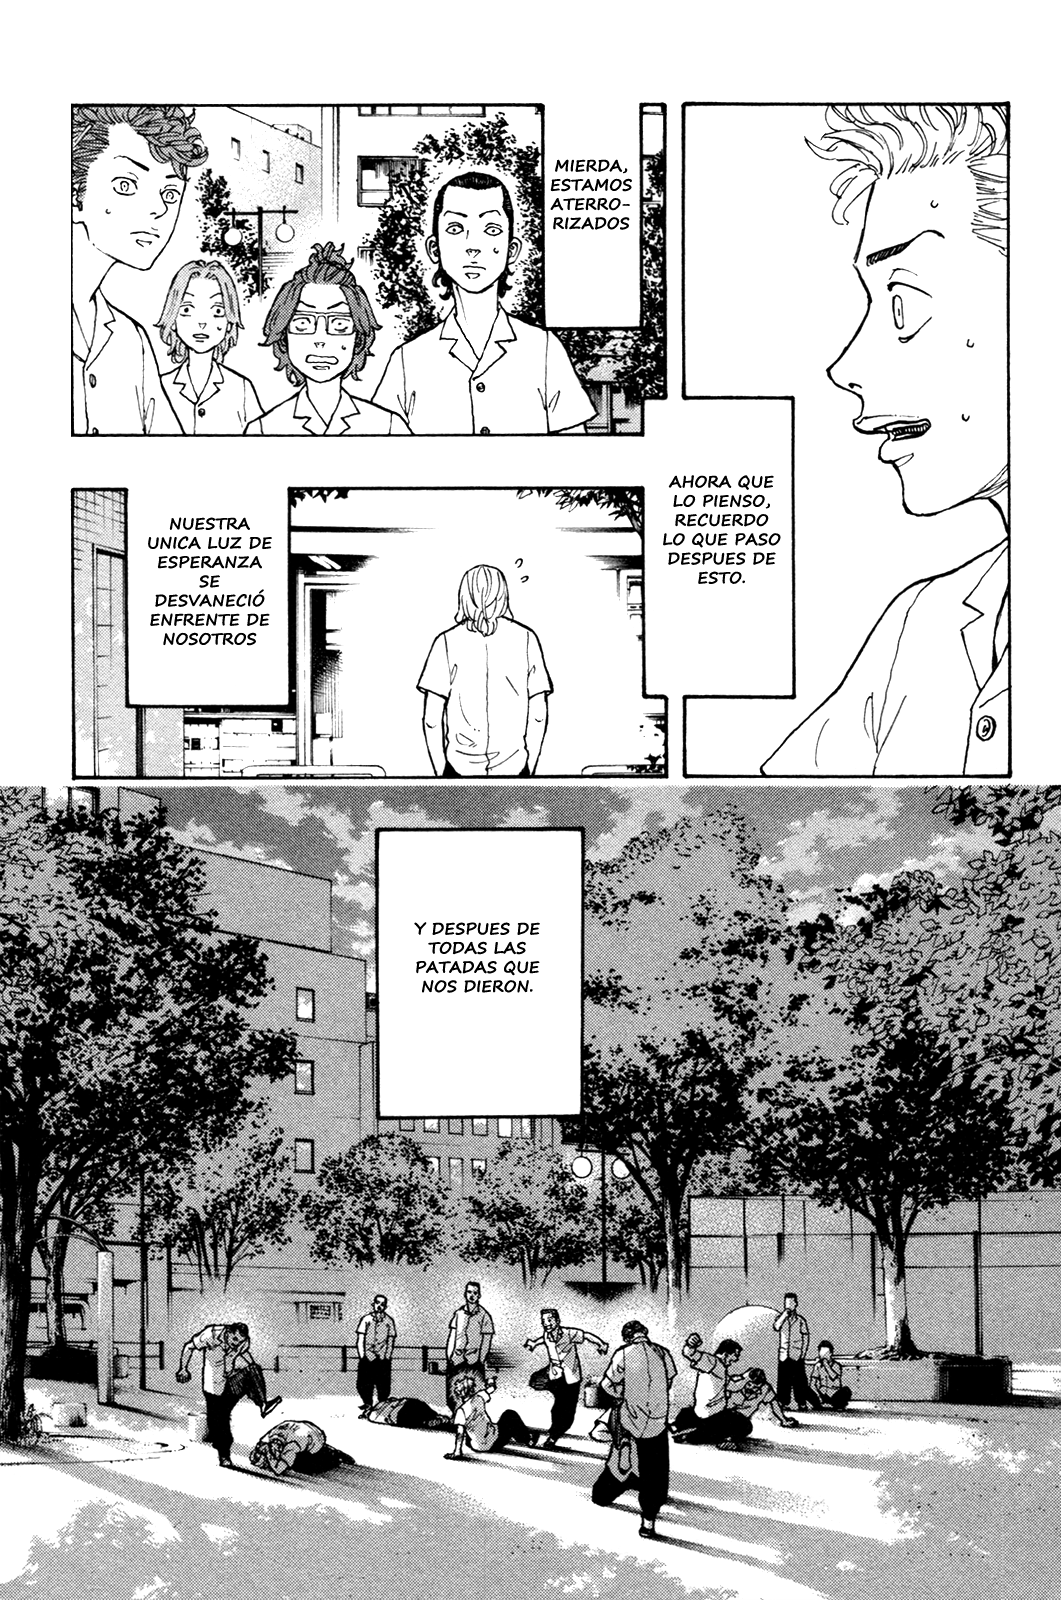 AHORA QUE
LO PIENSO,
RECUERDO
LO QUE PASO
DESPUES DE
ESTO.
MIERDA,
ESTAMOS
ATERRO-
RIZADOS
NUESTRA
UNICA LUZ DE
ESPERANZA
SE
DESVANECIÓ
ENFRENTE DE
NOSOTROS
Y DESPUES DE
TODAS LAS
PATADAS QUE
NOS DIERON.